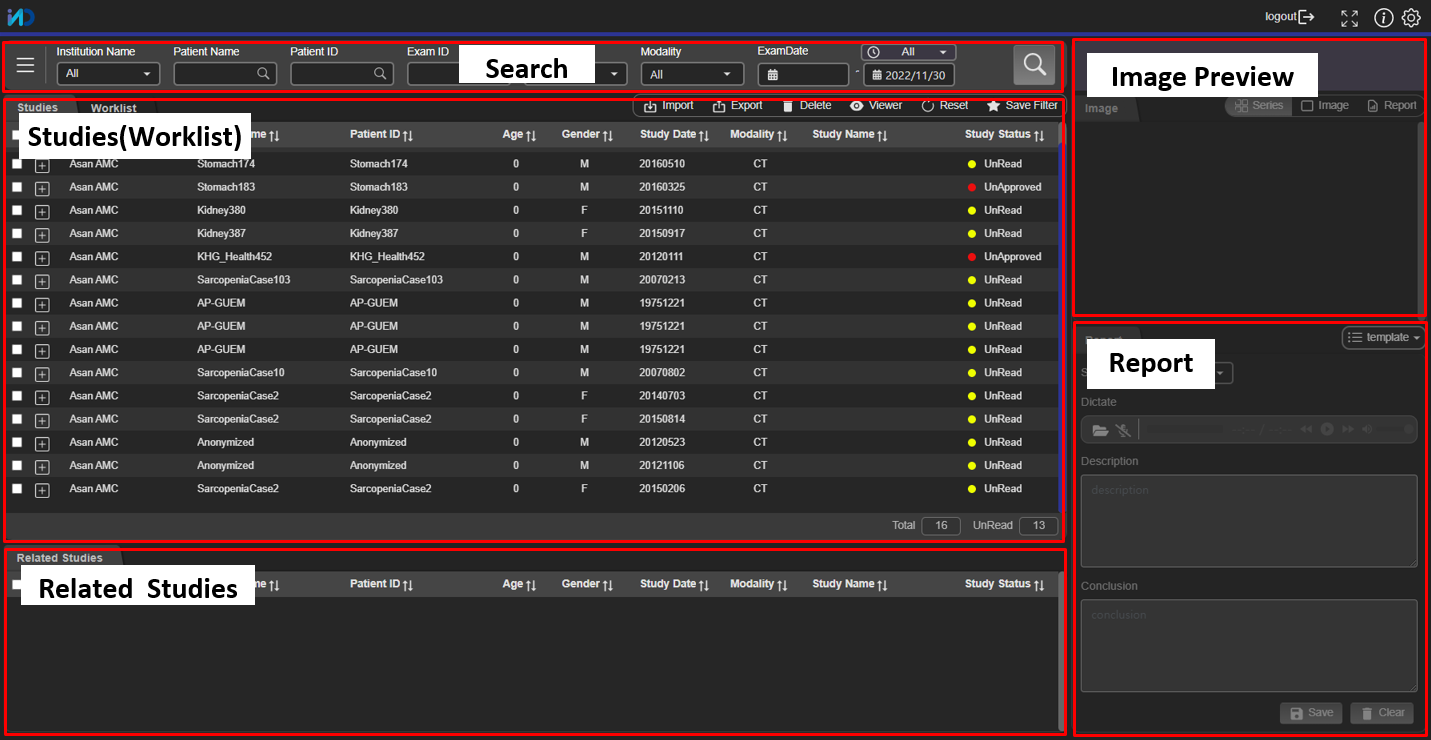 logout
Institution Name Patient Name Patient ID Exam ID Modality ExamDate All
All All 2022/11/30
Search
Image Preview
Studies Worklist Import Export Delete Viewer Reset Save Filter
Image Series Image Report
Studies(Worklist)
Patient ID Age Gender Study Date Modality Study Name Study Status
Asan AMC Stomach174 Stomach174 0 M 20160510 CT UnRead
Asan AMC Stomach183 Stomach183 0 M 20160325 CT UnApproved
Asan AMC Kidney380 Kidney380 0 F 20151110 CT UnRead
Asan AMC Kidney387 Kidney387 0 F 20150917 CT UnRead
Asan AMC KHG_Health452 KHG_Health452 0 M 20120111 CT UnApproved
Asan AMC SarcopeniaCase103 SarcopeniaCase103 0 M 20070213 CT UnRead
Asan AMC AP-GUEM AP-GUEM 0 M 19751221 CT UnRead
Asan AMC AP-GUEM AP-GUEM 0 M 19751221 CT UnRead
Asan AMC AP-GUEM AP-GUEM 0 M 19751221 CT UnRead
Asan AMC SarcopeniaCase10 SarcopeniaCase10 0 M 20070802 CT UnRead
Asan AMC SarcopeniaCase2 SarcopeniaCase2 0 F 20140703 CT UnRead
Asan AMC SarcopeniaCase2 SarcopeniaCase2 0 F 20150814 CT UnRead
Asan AMC Anonymized Anonymized 0 M 20120523 CT UnRead
Asan AMC Anonymized Anonymized 0 M 20121106 CT UnRead
Asan AMC SarcopeniaCase2 SarcopeniaCase2 0 F 20150206 CT UnRead
Total 16 UnRead 13
Related Studies
Patient ID Age Gender Study Date Modality Study Name Study Status
Related Studies
template
Report
Dictate
Description
description
Conclusion
conclusion
Save Clear